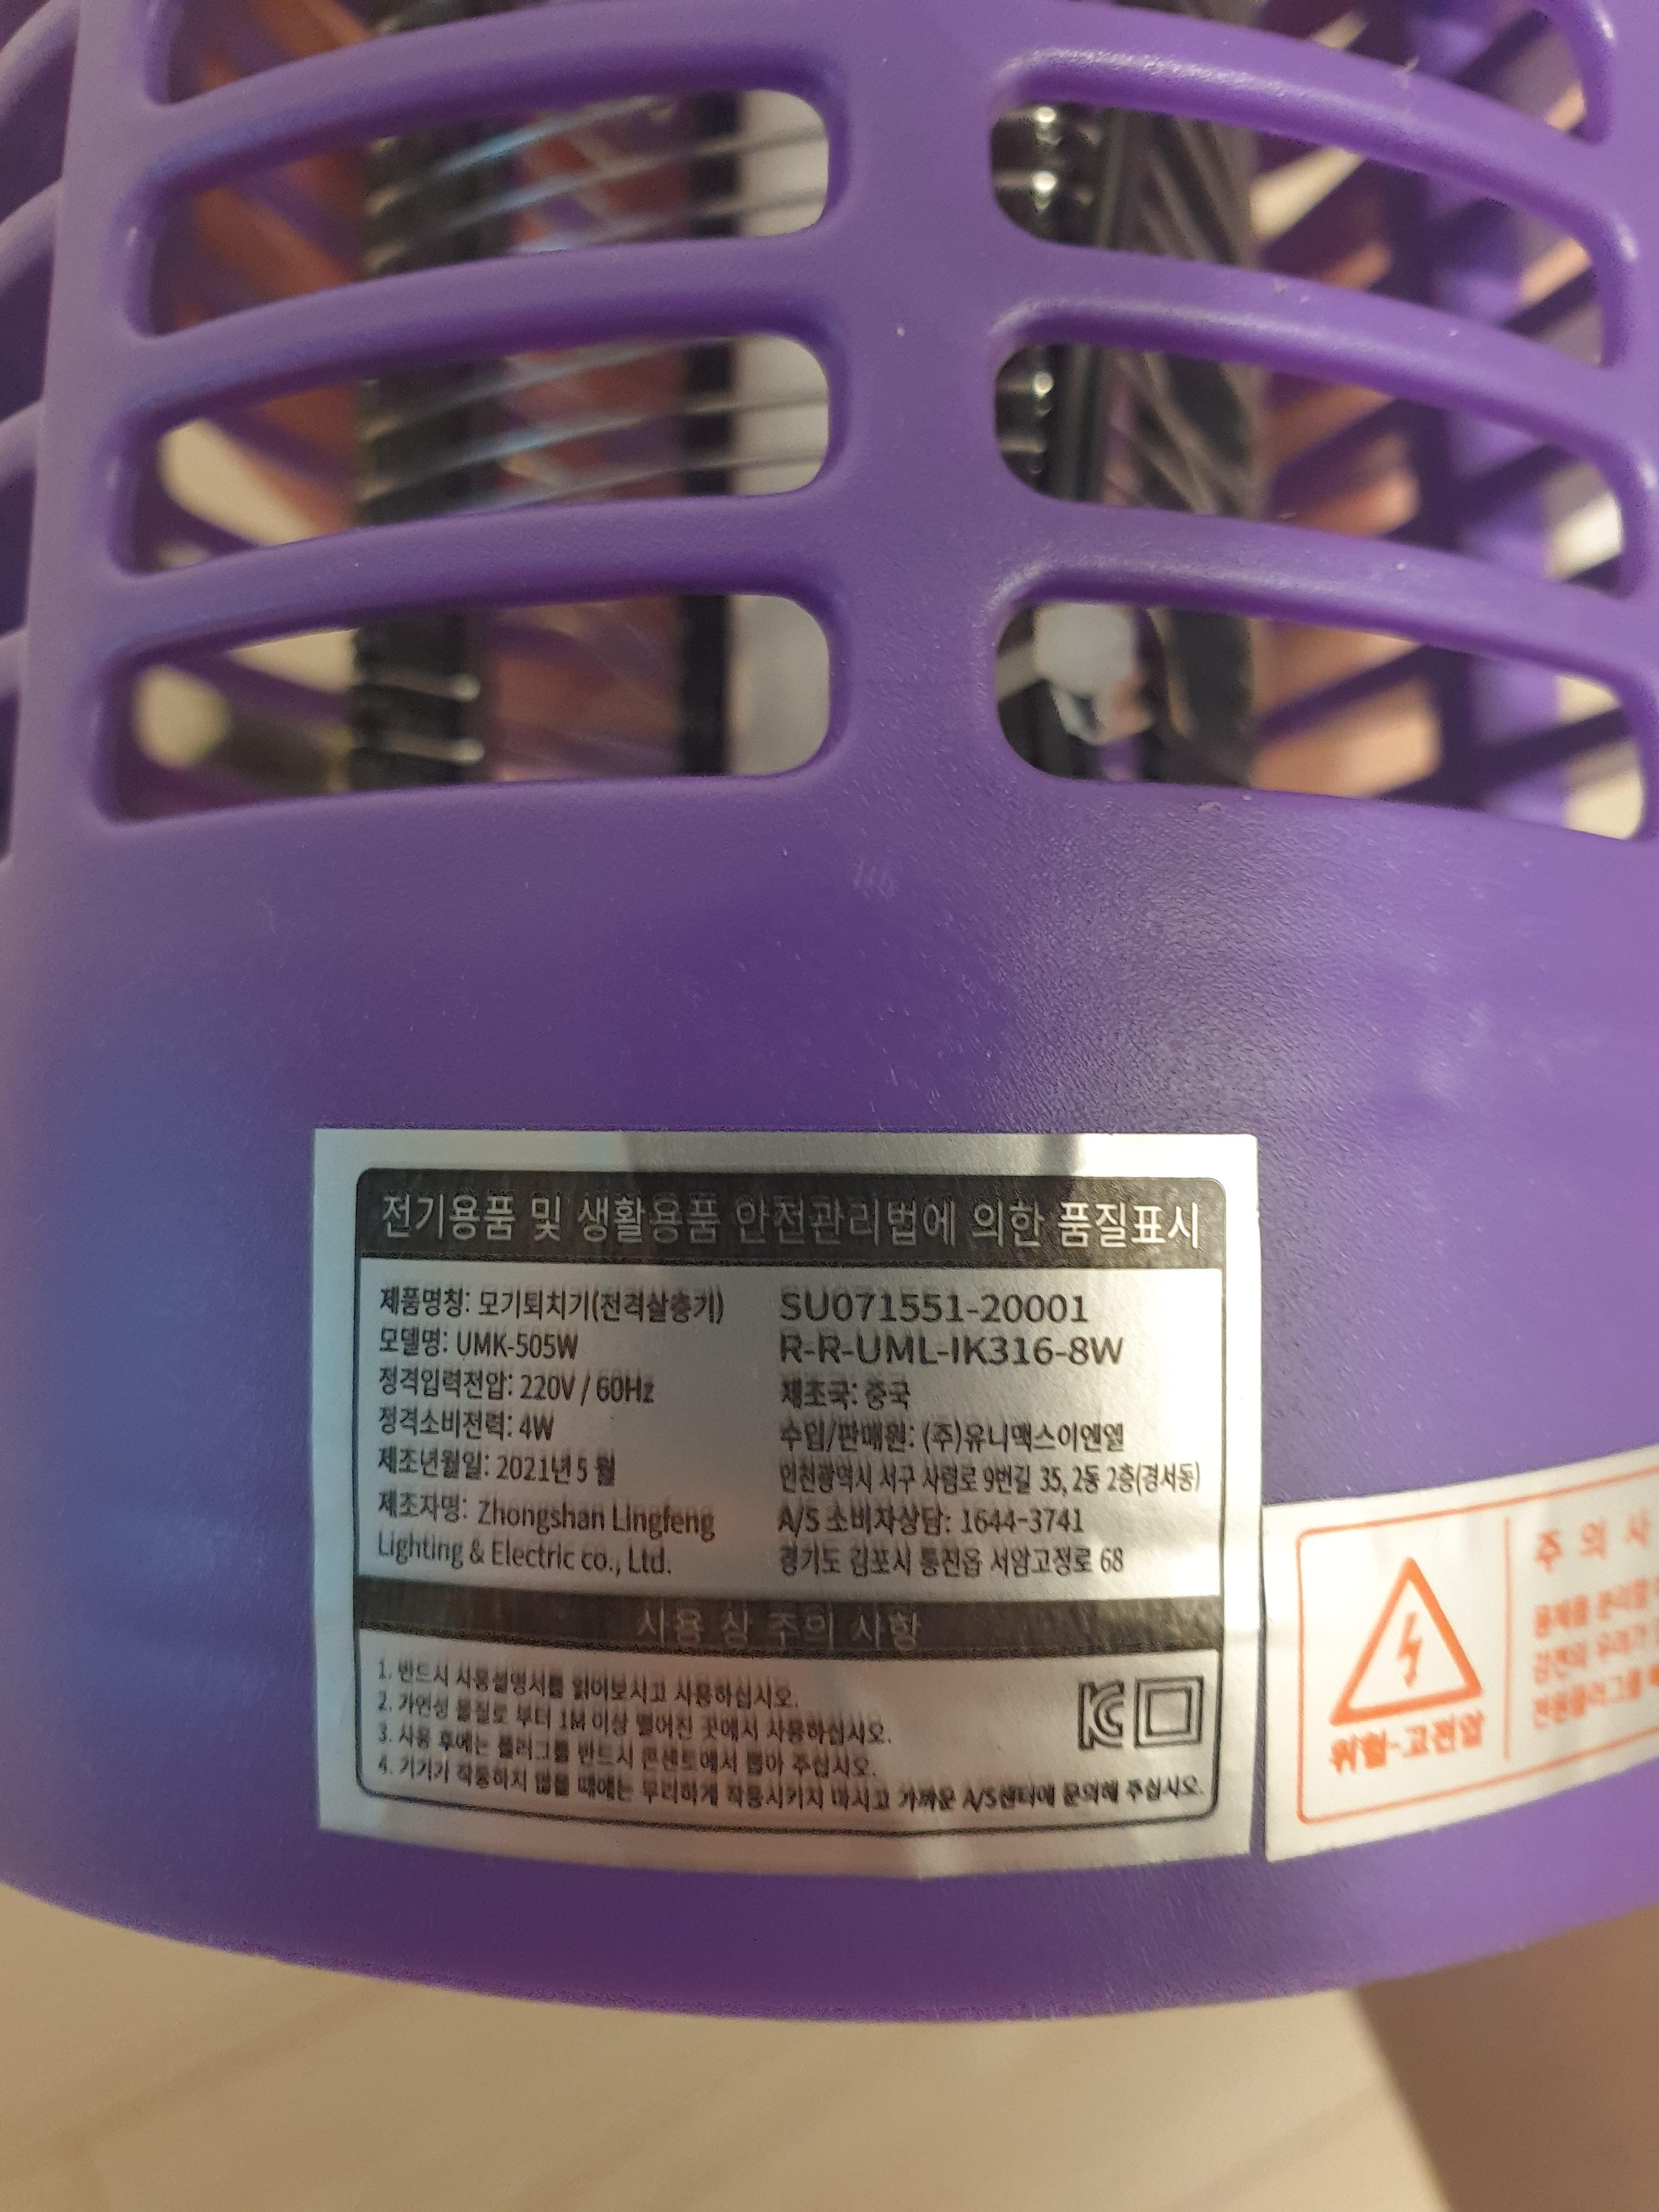 전기용품 및 생활용품 안전관리법에 의한 품질표시
제품명칭: 모기퇴치기(전격살충기)
모델명: UMK-505W
정격입력전압: 220V / 60Hz
정격소비전력: 4W
제조년월일: 2021년 5 월
제조자명: Zhongshan Lingfeng
Lighting & Electric co., Ltd.
SU071551-20001
R-R-UML-IK316-8W
제조국: 중국
수입/판매원: (주)유니맥스이엔엘
인천광역시 서구 사렴로 9번길 35, 2동 2층(경서동)
A/S 소비자상담: 1644-3741
경기도 김포시 통진읍 서암고정로 68
사용 상 주의 사항
1. 반드시 사용설명서를 읽어보시고 사용하십시오.
2. 가연성 물질로 부터 1M 이상 떨어진 곳에서 사용하십시오.
3. 사용 후에는 플러그를 반드시 콘센트에서 뽑아 주십시오.
4. 기기가 작동하지 않을 때에는 무리하게 작동시키지 마시고 가까운 A/S센터에 문의해 주십시오.
KC
위험-고전압
주 의 사